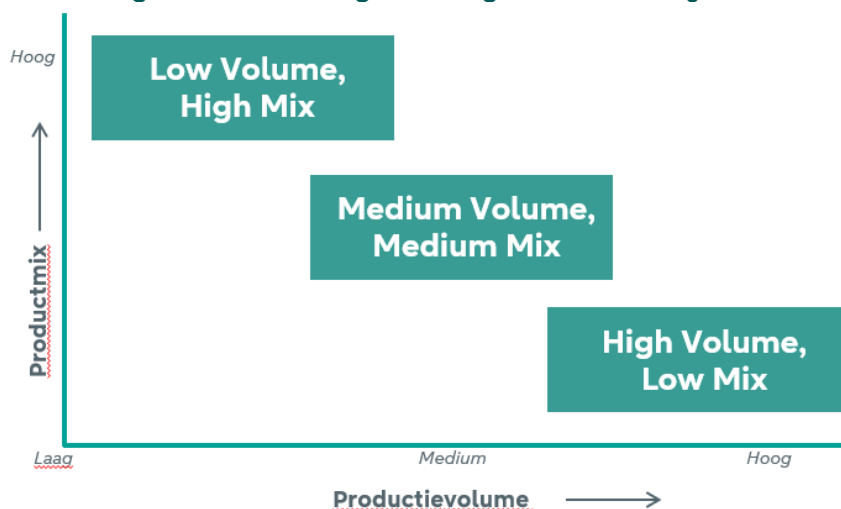 Hoog
Low Volume,
High Mix
Medium Volume,
Medium Mix
Productmix
High Volume,
Low Mix
Laag
Medium
Hoog
Productievolume